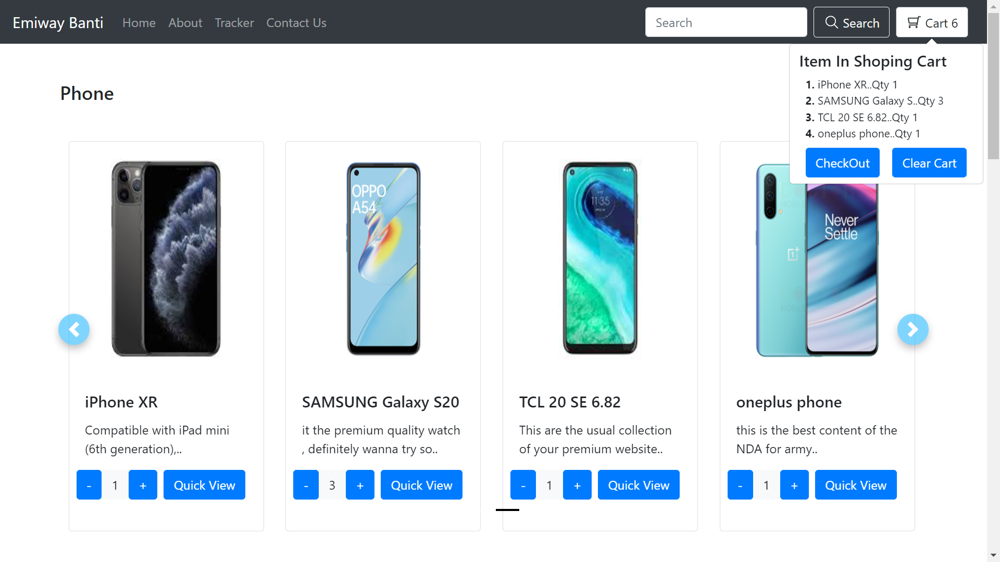 Emiway Banti Home About Tracker Contact Us Search Search Cart 6
Item In Shoping Cart
1. iPhone XR..Qty 1
2. SAMSUNG Galaxy S..Qty 3
3. TCL 20 SE 6.82..Qty 1
4. oneplus phone..Qty 1
CheckOut Clear Cart
Phone
OPPO
A54
11:35
Never
Settle
iPhone XR
Compatible with iPad mini
(6th generation),..
- 1 + Quick View
SAMSUNG Galaxy S20
it the premium quality watch
, definitely wanna try so..
- 3 + Quick View
TCL 20 SE 6.82
This are the usual collection
of your premium website..
- 1 + Quick View
oneplus phone
this is the best content of the
NDA for army..
- 1 + Quick View